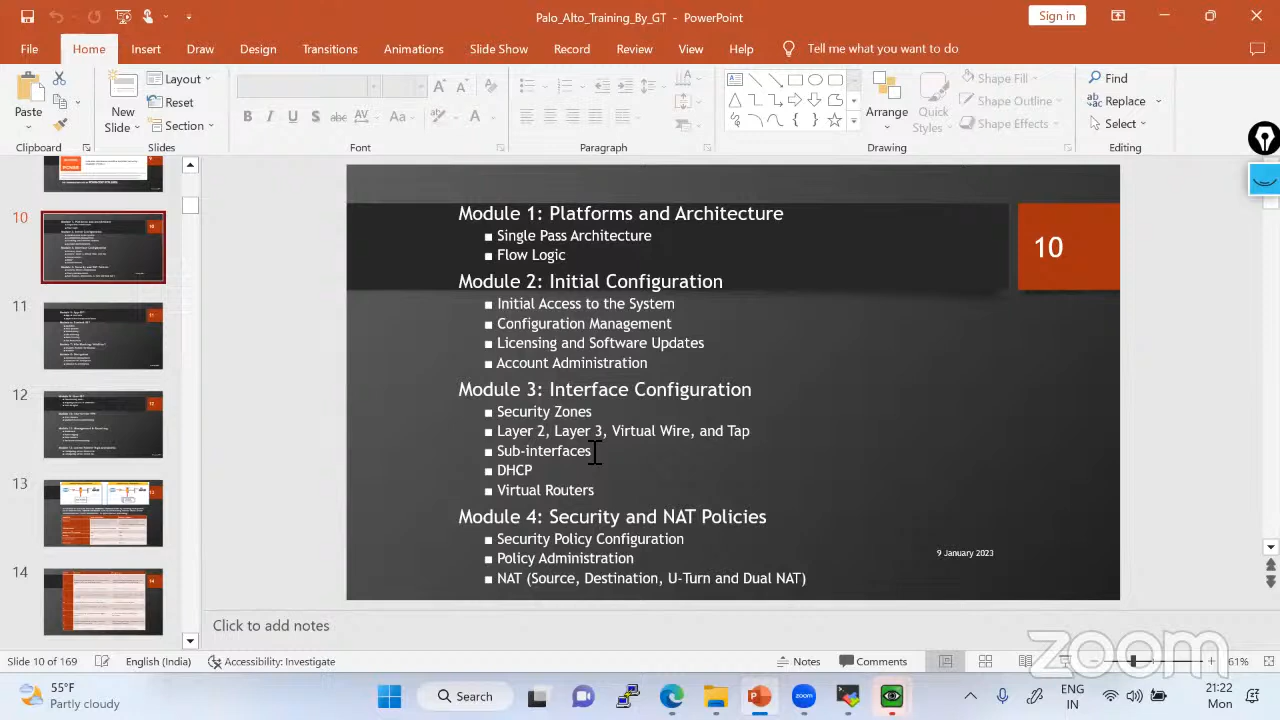 Palo_Alto_Training_By_GT - PowerPoint
Sign in
File Home Insert Draw Design Transitions Animations Slide Show Record Review View Help Tell me what you want to do
Paste
New Slide
Layout
Reset
Section
B I U S ab AV Aa
Arrange
Quick Styles
Shape Fill
Shape Outline
Shape Effects
Find
Replace
Select
Clipboard Slides Font Paragraph Drawing Editing
10
11
12
13
14
Module 1: Platforms and Architecture
Single Pass Architecture
Flow Logic
10
Module 2: Initial Configuration
Initial Access to the System
Configuration Management
Licensing and Software Updates
Account Administration
Module 3: Interface Configuration
Security Zones
Layer 2, Layer 3, Virtual Wire, and Tap
Sub-interfaces
DHCP
Virtual Routers
Module 4: Security and NAT Policies
Security Policy Configuration
Policy Administration
NAT (Source, Destination, U-Turn and Dual NAT)
9 January 2023
Click to add notes
zoom
Slide 10 of 169 English (India) Accessibility: Investigate Notes Comments 61%
55°F
Partly cloudy
Search
zoom
ENG
IN
21:22
Mon